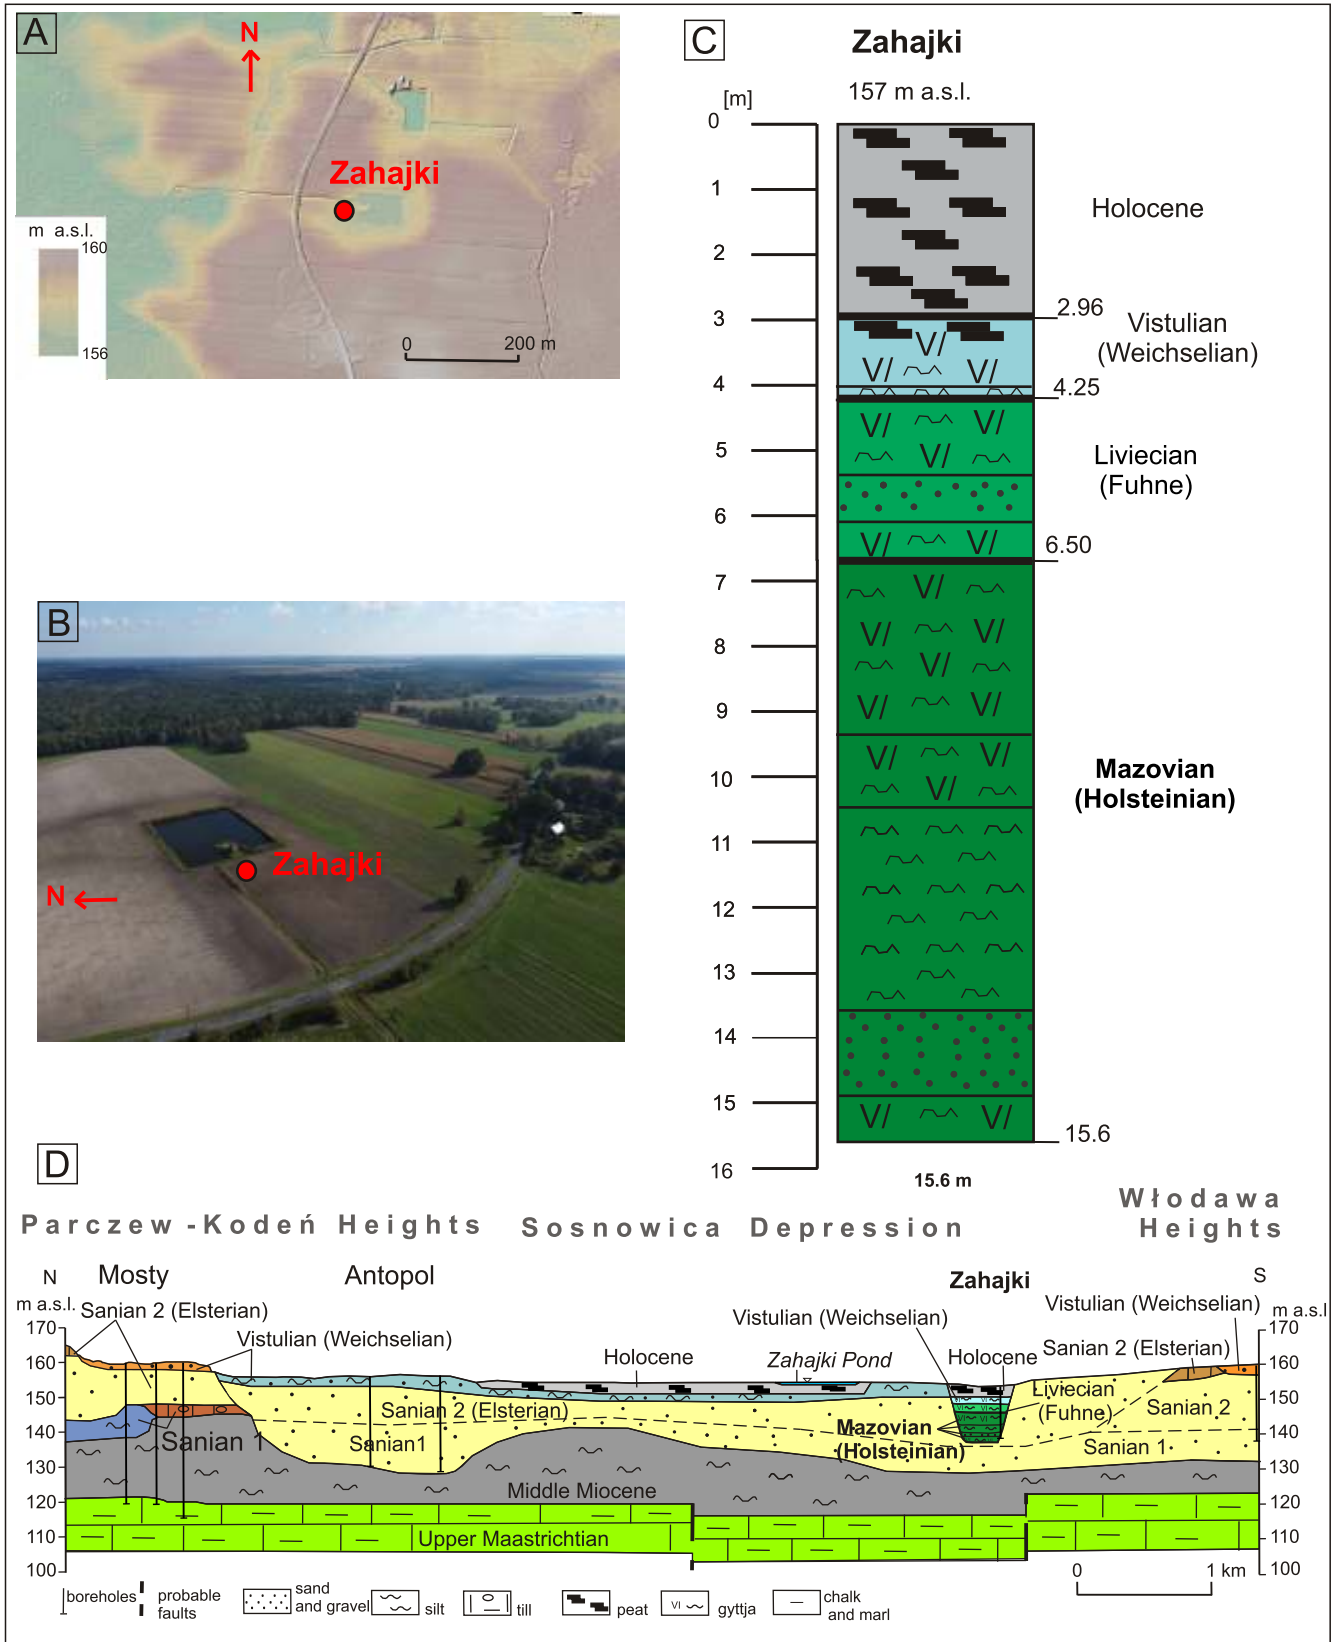 A
N
Zahajki
m a.s.l.
160
156
0
200 m
B
Zahajki
N
C
Zahajki
157 m a.s.l.
[m]
0
1
2
3
4
5
6
7
8
9
10
11
12
13
14
15
16
Holocene
2.96
Vistulian
(Weichselian)
4.25
Liviecian
(Fuhne)
6.50
Mazovian
(Holsteinian)
15.6
15.6 m
D
Parczew -Kodeń Heights
Sosnowica Depression
Włodawa
Heights
N
Mosty
Antopol
Zahajki
S
m a.s.l.
Sanian 2 (Elsterian)
Vistulian (Weichselian)
Vistulian (Weichselian)
Vistulian (Weichselian)
m a.s.l
170
160
150
140
130
120
110
100
Holocene
Zahajki Pond
Holocene
Sanian 2 (Elsterian)
Liviecian
(Fuhne)
Sanian 2
Sanian 2 (Elsterian)
Sanian 1
Sanian1
Mazovian
(Holsteinian)
Sanian 1
Middle Miocene
Upper Maastrichtian
170
160
150
140
130
120
110
100
0
1 km
boreholes
probable
faults
sand
and gravel
silt
till
peat
VI
gyttja
chalk
and marl